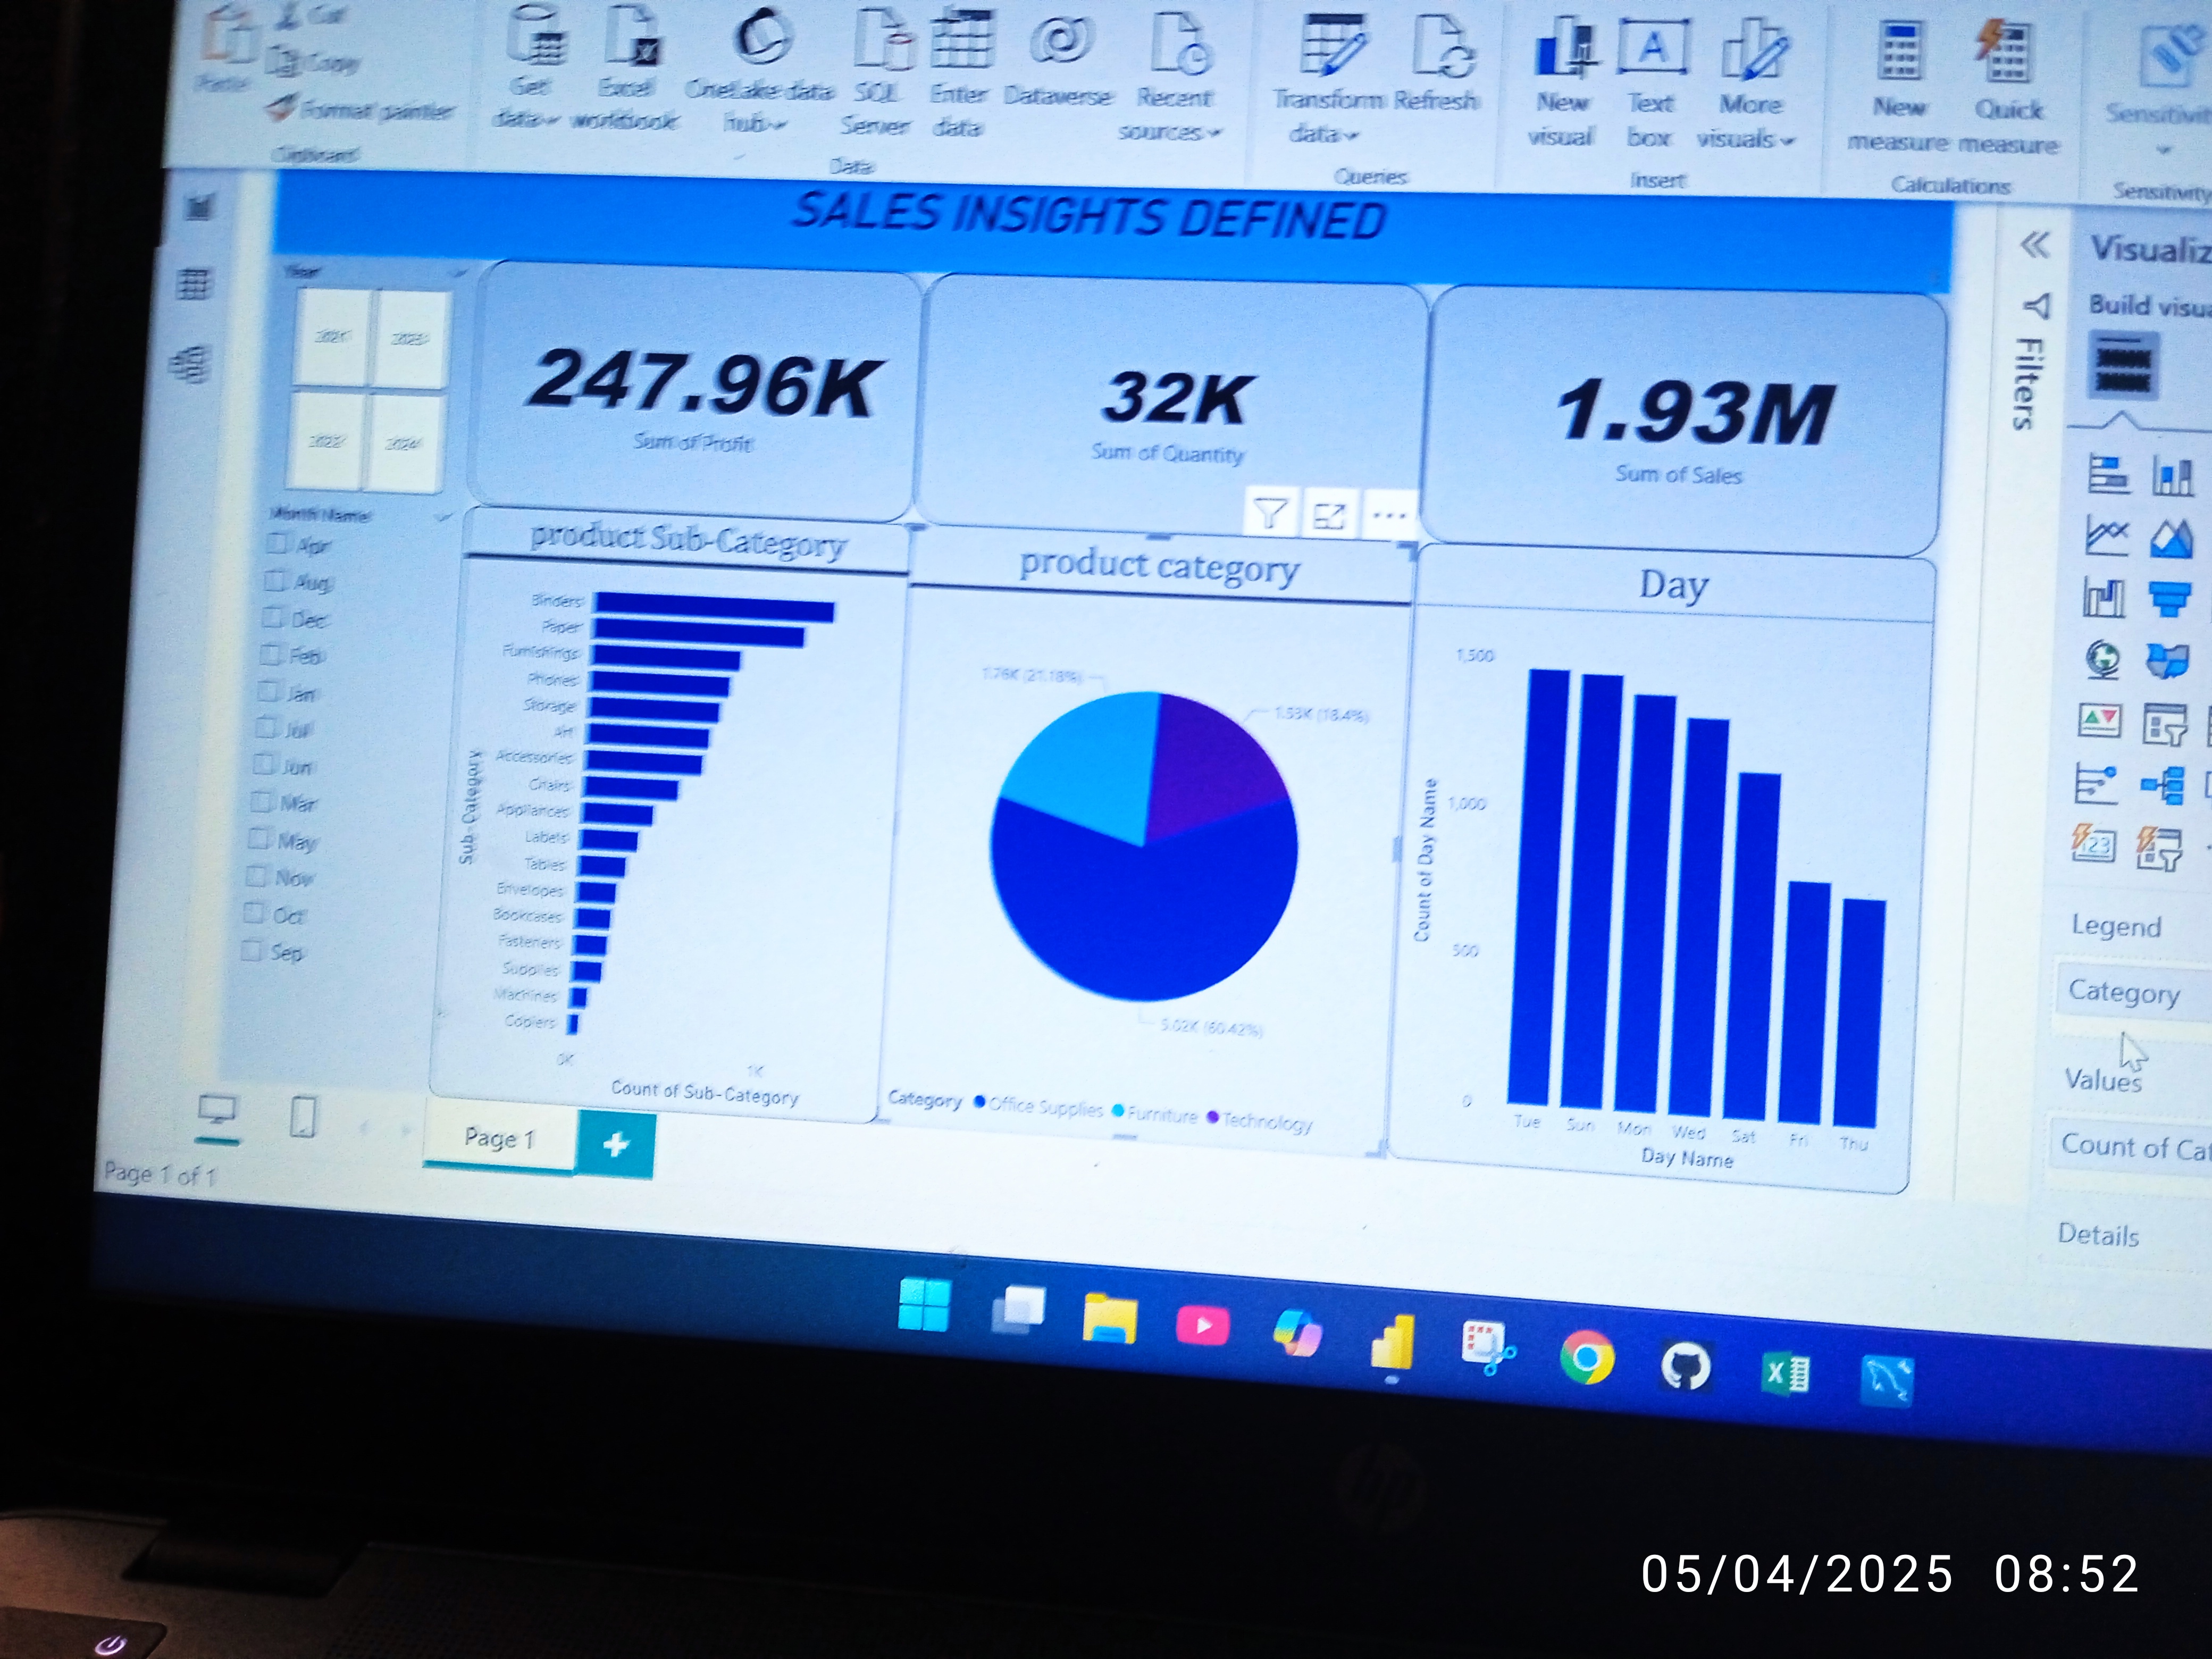 Cut
Copy
Paste
Format painter
Clipboard
Get data
Excel workbook
OneLake data hub
SQL Server
Enter data
Dataverse
Recent sources
Data
Transform data
Refresh
Queries
New visual
Text box
More visuals
Insert
New measure
Quick measure
Calculations
Sensitivit
Sensitivity
SALES INSIGHTS DEFINED
Year
2022
2024
247.96K
Sum of Profit
32K
Sum of Quantity
1.93M
Sum of Sales
Month Name
Apr
Aug
Dec
Feb
Jan
Jul
Jun
Mar
May
Nov
Oct
Sep
product Sub-Category
Sub-Category
Binders
Paper
Furnishings
Phones
Storage
Art
Accessories
Chairs
Appliances
Labels
Tables
Envelopes
Bookcases
Fasteners
Supplies
Machines
Copiers
0K
1K
Count of Sub-Category
product category
1.76K (21.18%)
1.53K (18.4%)
5.02K (60.42%)
Category Office Supplies Furniture Technology
Day
Count of Day Name
1,500
1,000
500
0
Tue Sun Mon Wed Sat Fri Thu
Day Name
Filters
Visualiz
Build visu
123
Legend
Category
Values
Count of Cat
Details
Page 1
Page 1 of 1
hp
05/04/2025 08:52